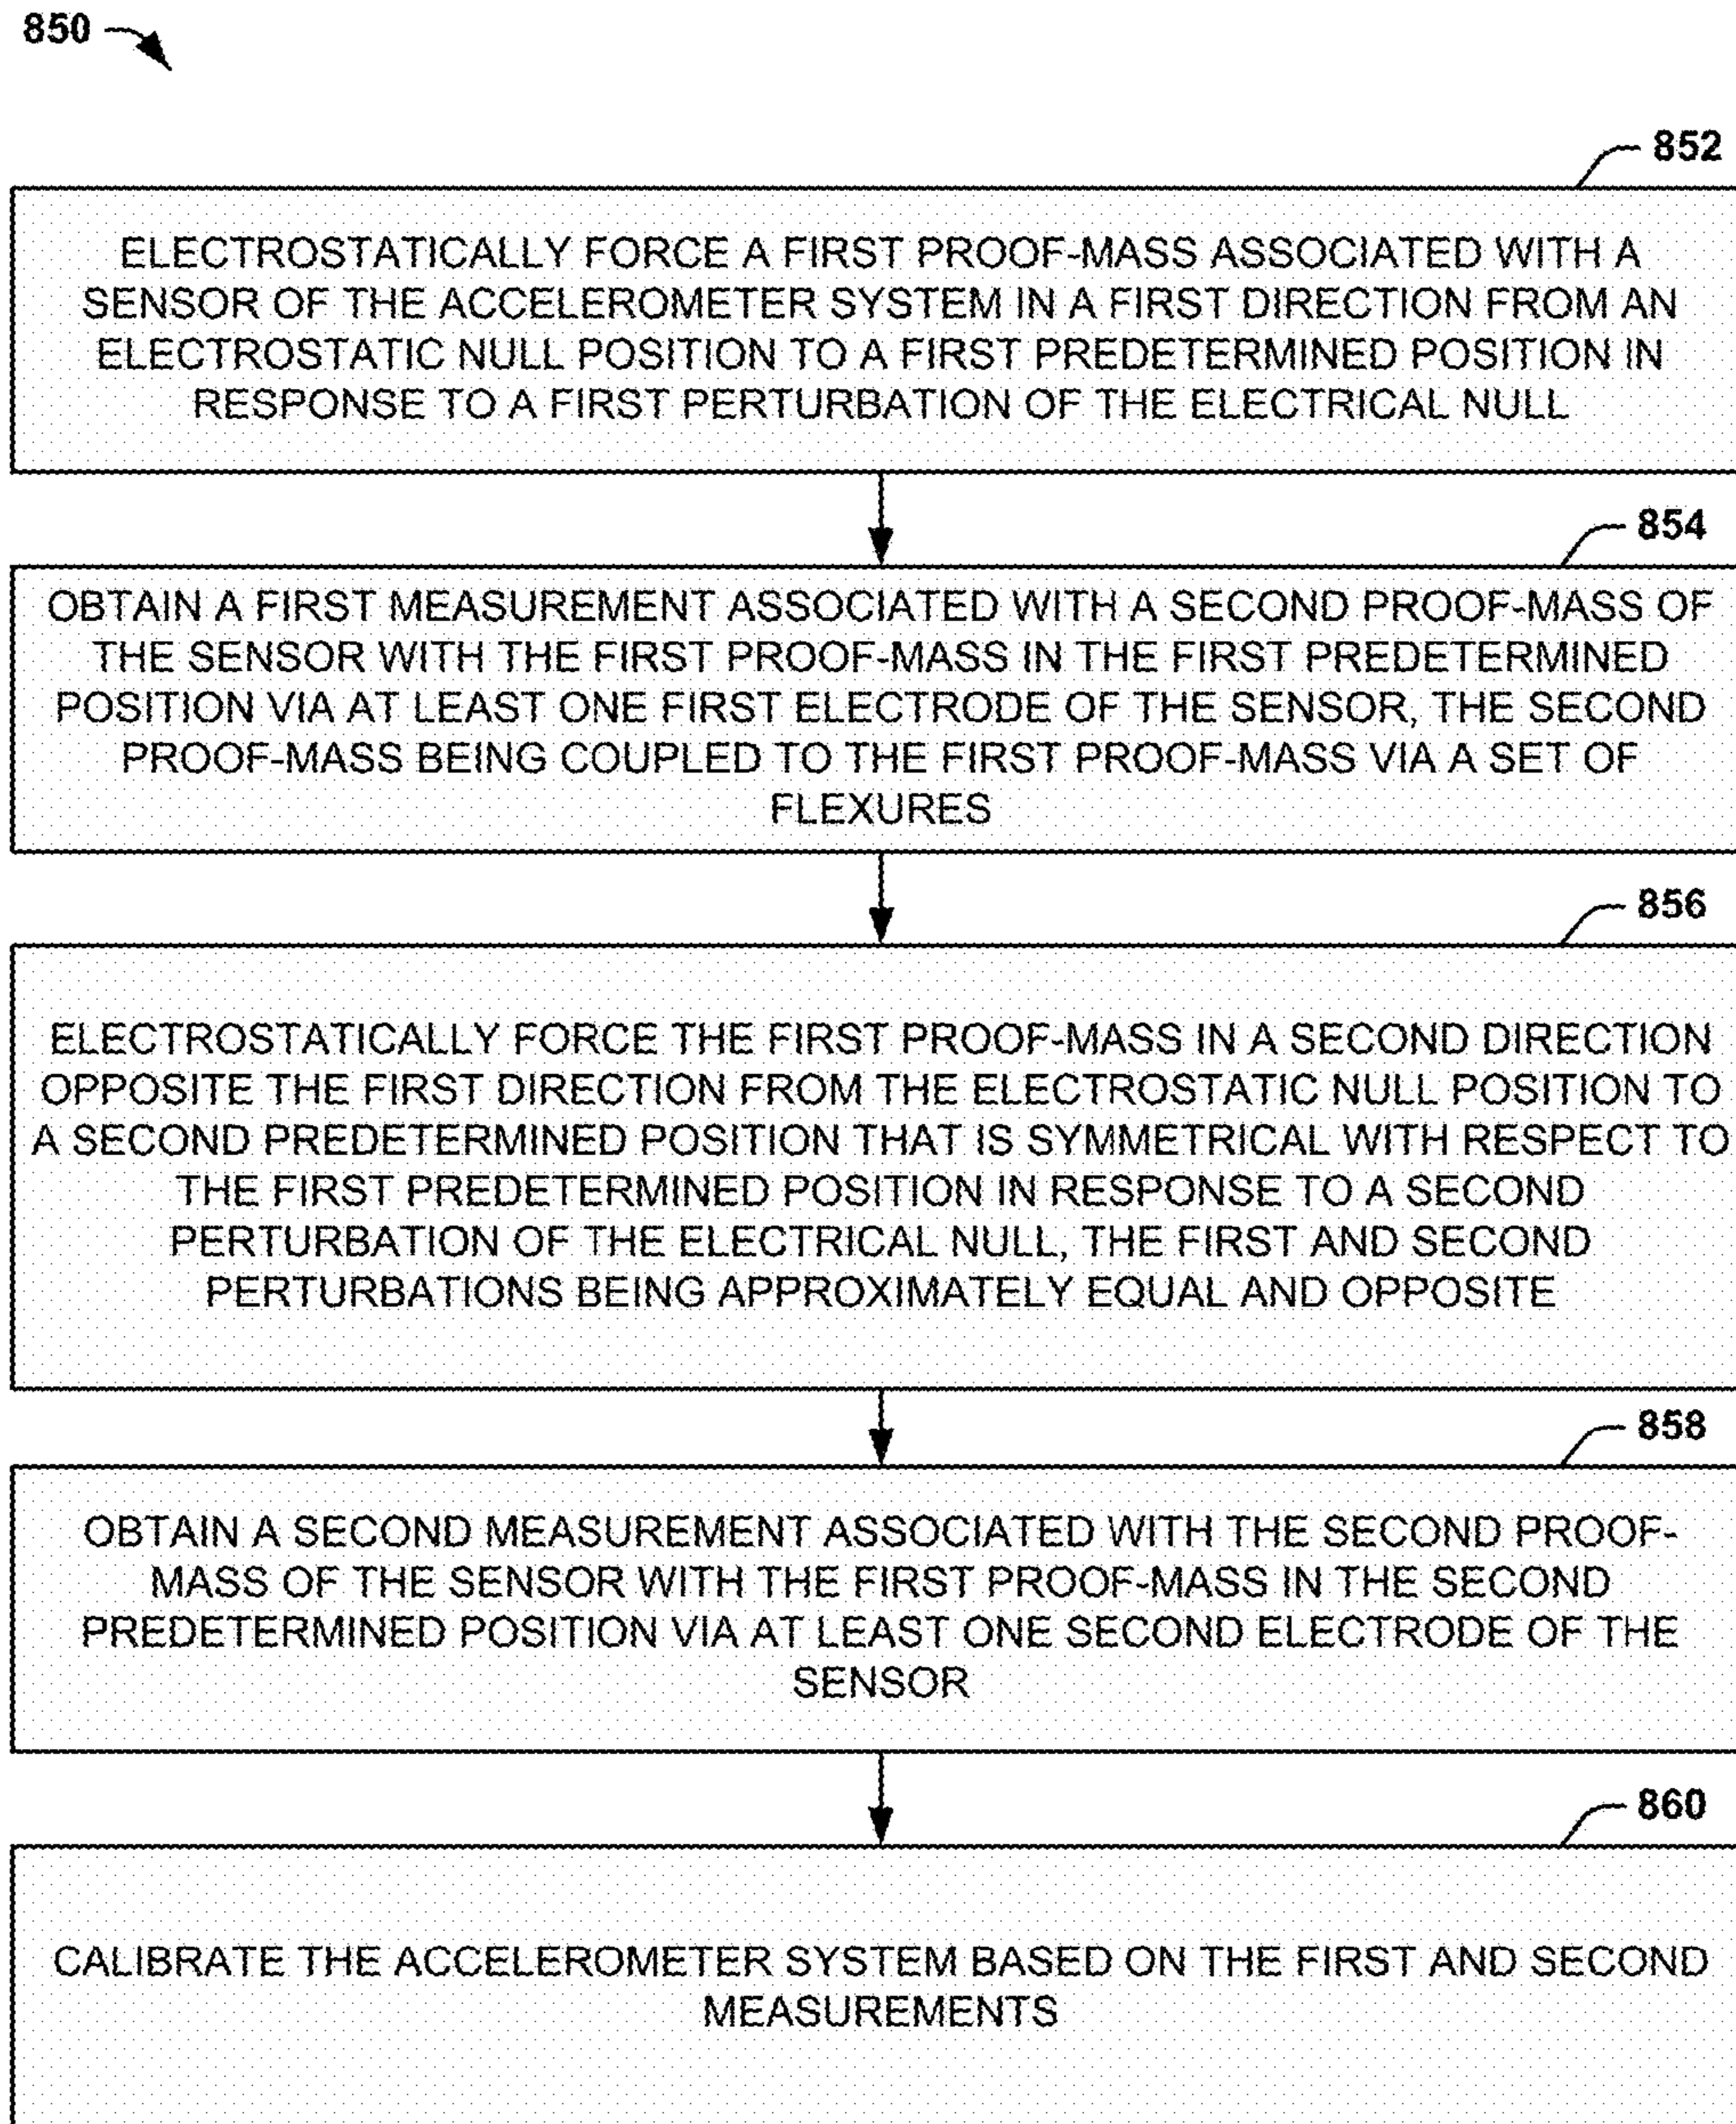 850
852
ELECTROSTATICALLY FORCE A FIRST PROOF-MASS ASSOCIATED WITH A
SENSOR OF THE ACCELEROMETER SYSTEM IN A FIRST DIRECTION FROM AN
ELECTROSTATIC NULL POSITION TO A FIRST PREDETERMINED POSITION IN
RESPONSE TO A FIRST PERTURBATION OF THE ELECTRICAL NULL
854
OBTAIN A FIRST MEASUREMENT ASSOCIATED WITH A SECOND PROOF-MASS OF
THE SENSOR WITH THE FIRST PROOF-MASS IN THE FIRST PREDETERMINED
POSITION VIA AT LEAST ONE FIRST ELECTRODE OF THE SENSOR, THE SECOND
PROOF-MASS BEING COUPLED TO THE FIRST PROOF-MASS VIA A SET OF
FLEXURES
856
ELECTROSTATICALLY FORCE THE FIRST PROOF-MASS IN A SECOND DIRECTION
OPPOSITE THE FIRST DIRECTION FROM THE ELECTROSTATIC NULL POSITION TO
A SECOND PREDETERMINED POSITION THAT IS SYMMETRICAL WITH RESPECT TO
THE FIRST PREDETERMINED POSITION IN RESPONSE TO A SECOND
PERTURBATION OF THE ELECTRICAL NULL, THE FIRST AND SECOND
PERTURBATIONS BEING APPROXIMATELY EQUAL AND OPPOSITE
858
OBTAIN A SECOND MEASUREMENT ASSOCIATED WITH THE SECOND PROOF-
MASS OF THE SENSOR WITH THE FIRST PROOF-MASS IN THE SECOND
PREDETERMINED POSITION VIA AT LEAST ONE SECOND ELECTRODE OF THE
SENSOR
860
CALIBRATE THE ACCELEROMETER SYSTEM BASED ON THE FIRST AND SECOND
MEASUREMENTS